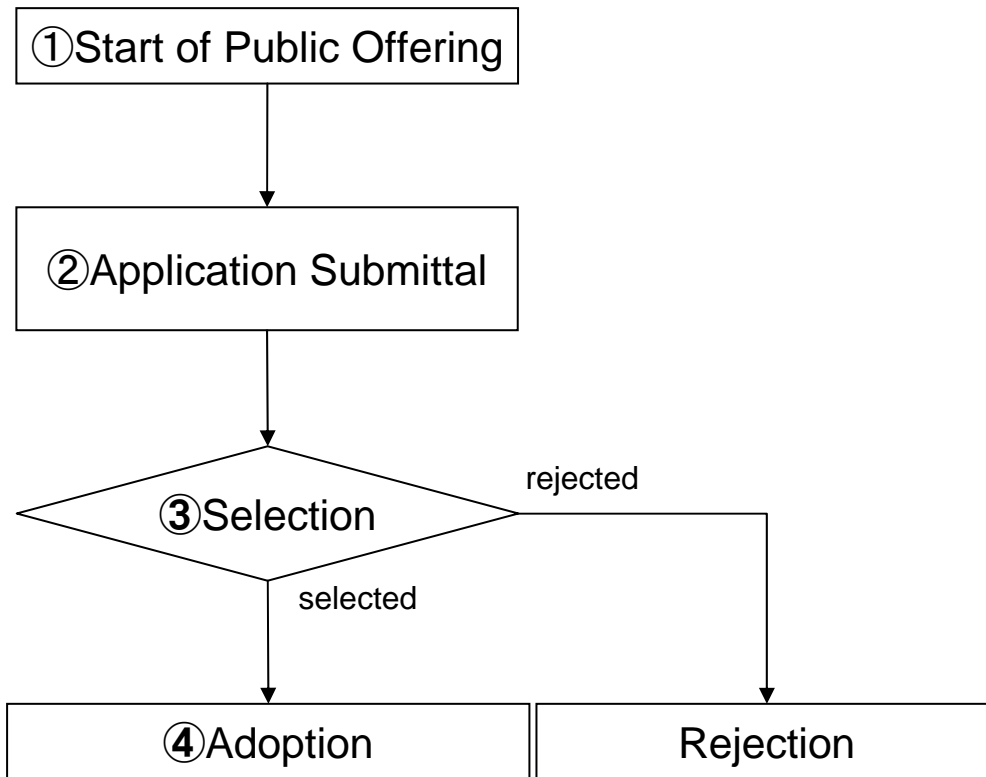 ①Start of Public Offering
②Application Submittal
③Selection
rejected
selected
④Adoption
Rejection